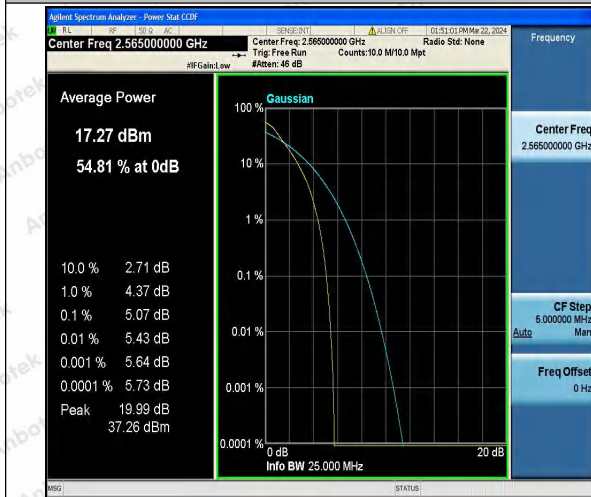 Agilent Spectrum Analyzer - Power Stat CCDF
RL RF 50 Ω AC SENSE:INT ALIGN OFF 01:51:01 PM Mar 22, 2024
Center Freq 2.565000000 GHz
Center Freq: 2.565000000 GHz Radio Std: None
Trig: Free Run Counts:10.0 M/10.0 Mpt
#IFGain:Low #Atten: 46 dB
Frequency
Average Power
17.27 dBm
54.81 % at 0dB
10.0 % 2.71 dB
1.0 % 4.37 dB
0.1 % 5.07 dB
0.01 % 5.43 dB
0.001 % 5.64 dB
0.0001 % 5.73 dB
Peak 19.99 dB
37.26 dBm
Gaussian
100 %
10 %
1 %
0.1 %
0.01 %
0.001 %
0.0001 %
0 dB 20 dB
Info BW 25.000 MHz
Center Freq
2.565000000 GHz
CF Step
5.000000 MHz
Auto Man
Freq Offset
0 Hz
MSG STATUS